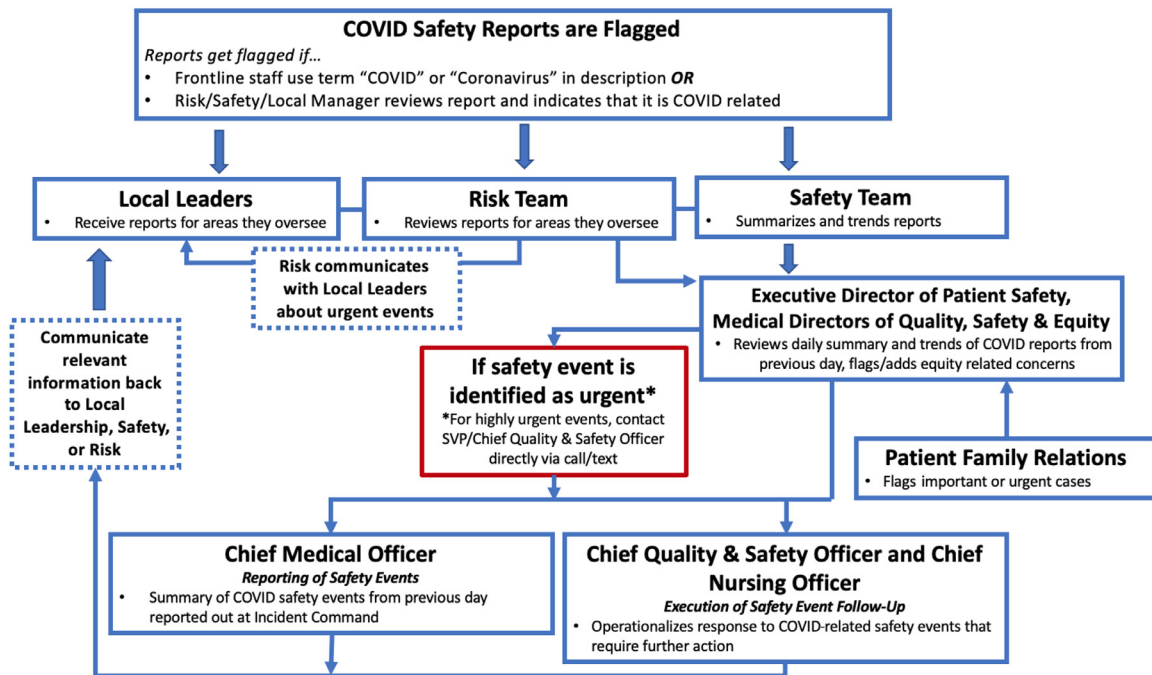 COVID Safety Reports are Flagged
Reports get flagged if…
• Frontline staff use term “COVID” or “Coronavirus” in description OR
• Risk/Safety/Local Manager reviews report and indicates that it is COVID related
Local Leaders
• Receive reports for areas they oversee
Risk Team
• Reviews reports for areas they oversee
Safety Team
• Summarizes and trends reports
Risk communicates
with Local Leaders
about urgent events
Executive Director of Patient Safety,
Medical Directors of Quality, Safety & Equity
• Reviews daily summary and trends of COVID reports from
previous day, flags/adds equity related concerns
Communicate
relevant
information back
to Local
Leadership, Safety,
or Risk
If safety event is
identified as urgent*
*For highly urgent events, contact
SVP/Chief Quality & Safety Officer
directly via call/text
Patient Family Relations
• Flags important or urgent cases
Chief Medical Officer
Reporting of Safety Events
• Summary of COVID safety events from previous day
reported out at Incident Command
Chief Quality & Safety Officer and Chief
Nursing Officer
Execution of Safety Event Follow-Up
• Operationalizes response to COVID-related safety events that
require further action